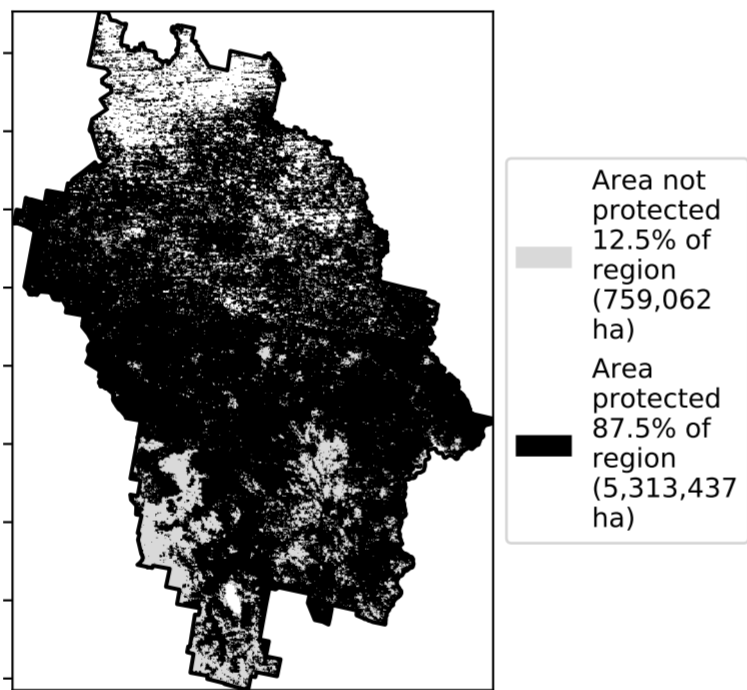 Area not
protected
12.5% of
region
(759,062
ha)
Area
protected
87.5% of
region
(5,313,437
ha)